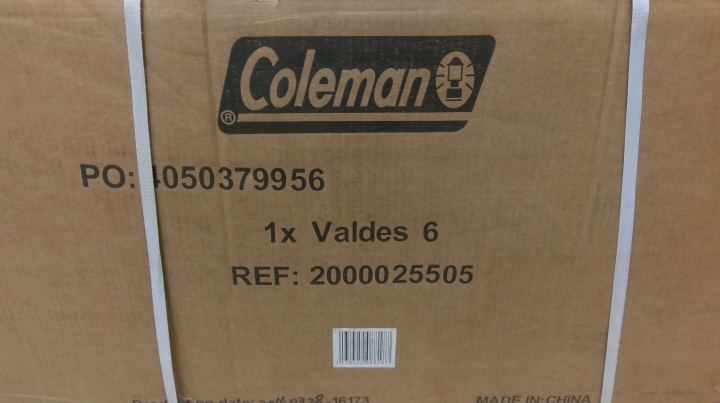 Coleman
®
PO: 4050379956
1x Valdes 6
REF: 2000025505
MADE IN:CHINA